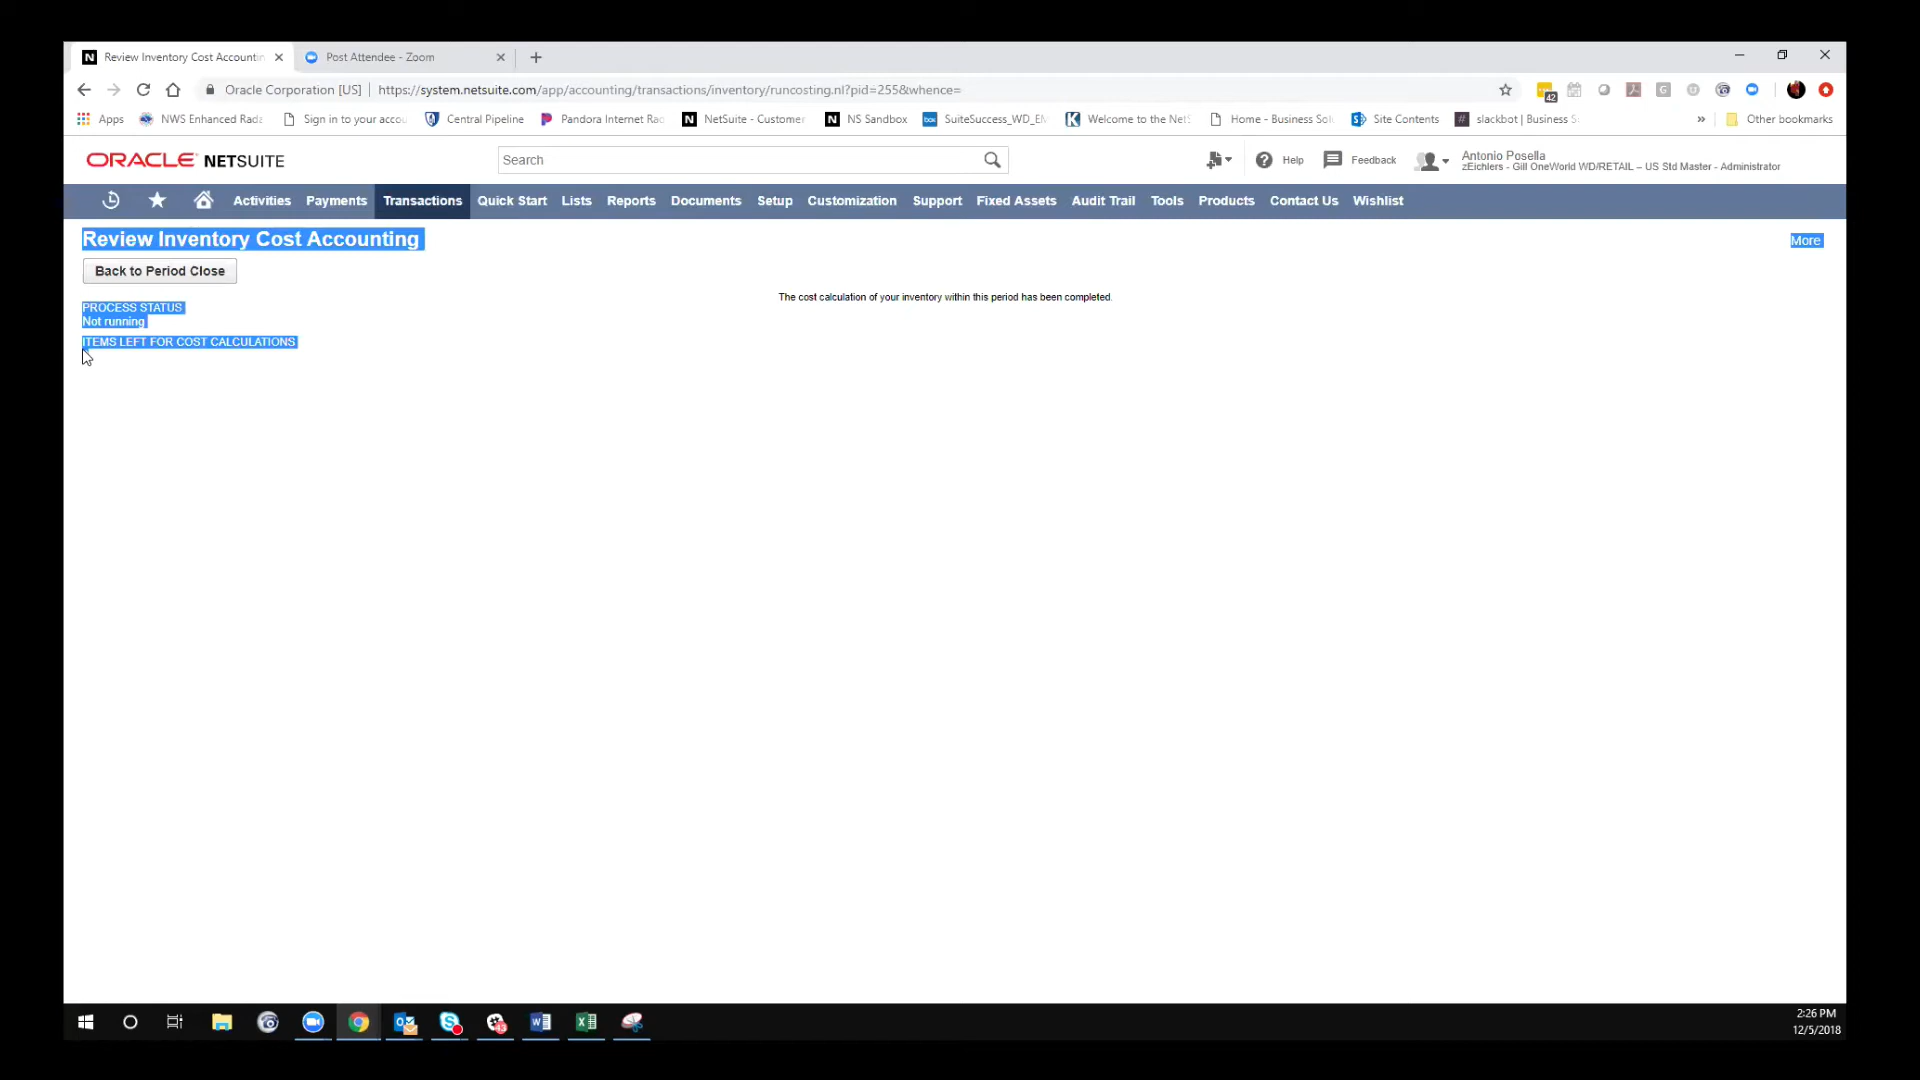 Review Inventory Cost Accountin
Post Attendee - Zoom
Oracle Corporation [US]
https://system.netsuite.com/app/accounting/transactions/inventory/runcosting.nl?pid=255&whence=
42
Apps
NWS Enhanced Rada
Sign in to your accou
Central Pipeline
Pandora Internet Rad
NetSuite - Customer
NS Sandbox
SuiteSuccess_WD_EM
Welcome to the NetS
Home - Business Solu
Site Contents
slackbot | Business S
Other bookmarks
ORACLE NETSUITE
Search
Help
Feedback
Antonio Posella
zEichlers - Gill OneWorld WD/RETAIL – US Std Master - Administrator
Activities
Payments
Transactions
Quick Start
Lists
Reports
Documents
Setup
Customization
Support
Fixed Assets
Audit Trail
Tools
Products
Contact Us
Wishlist
Review Inventory Cost Accounting
More
Back to Period Close
The cost calculation of your inventory within this period has been completed.
PROCESS STATUS
Not running
ITEMS LEFT FOR COST CALCULATIONS
2:26 PM
12/5/2018